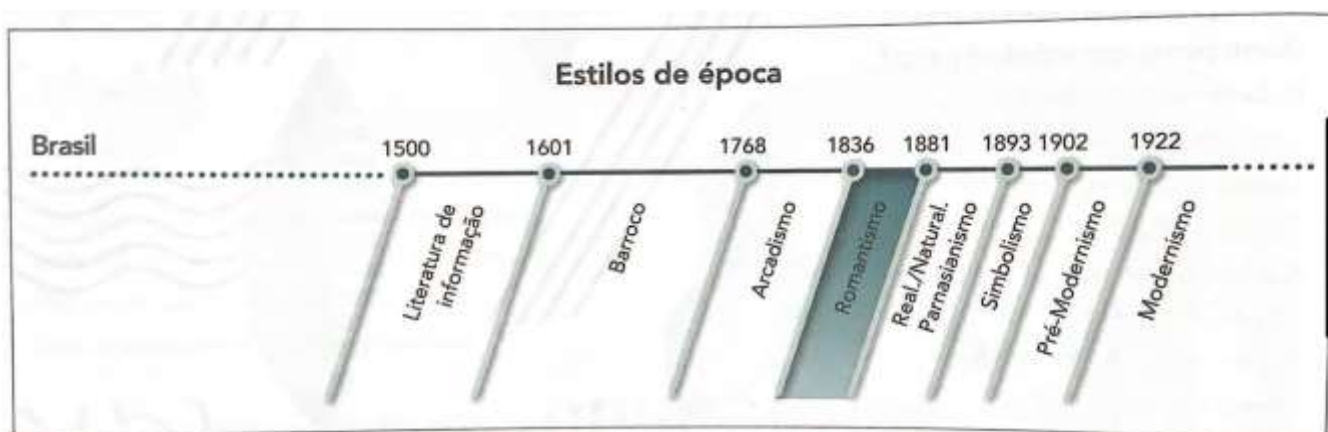 Estilos de época
Brasil
1500
1601
1768
1836
1881
1893
1902
1922
Literatura de
informação
Barroco
Arcadismo
Romantismo
Real./Natural.
Parnasianismo
Simbolismo
Pré-Modernismo
Modernismo